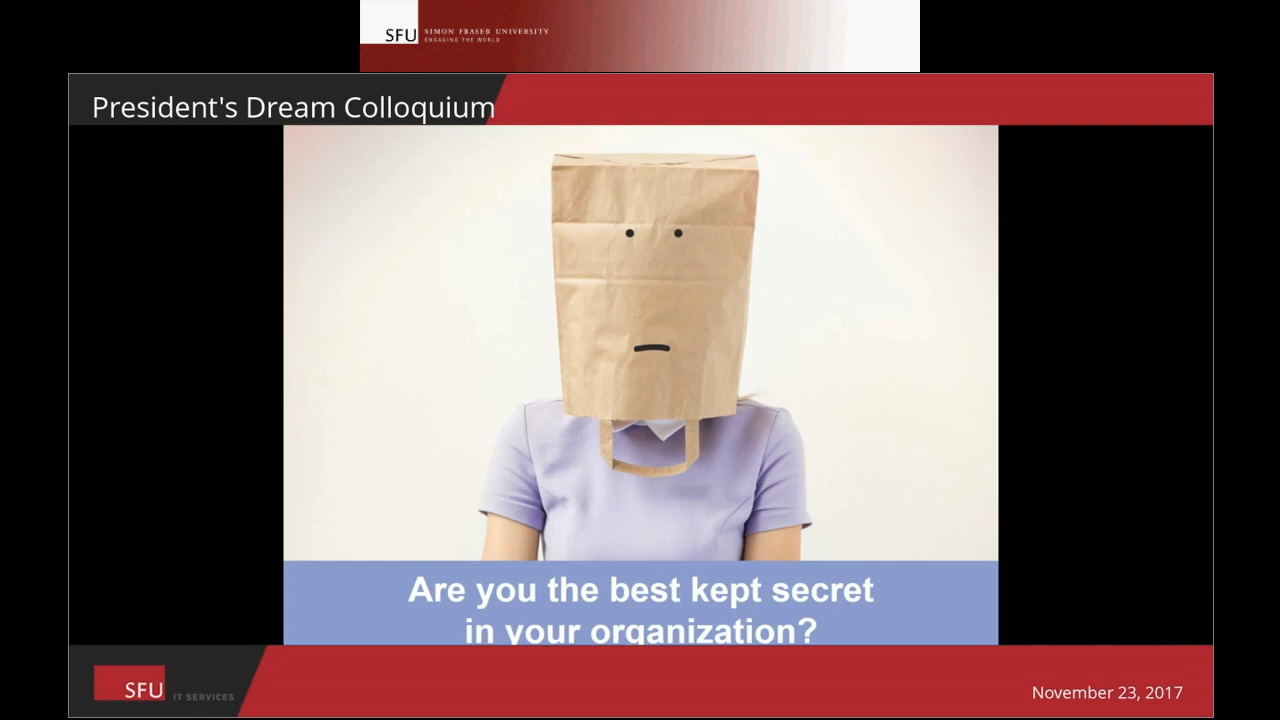 SFU
SIMON FRASER UNIVERSITY
ENGAGING THE WORLD
President's Dream Colloquium
Are you the best kept secret
in your organization?
SFU
IT SERVICES
November 23, 2017